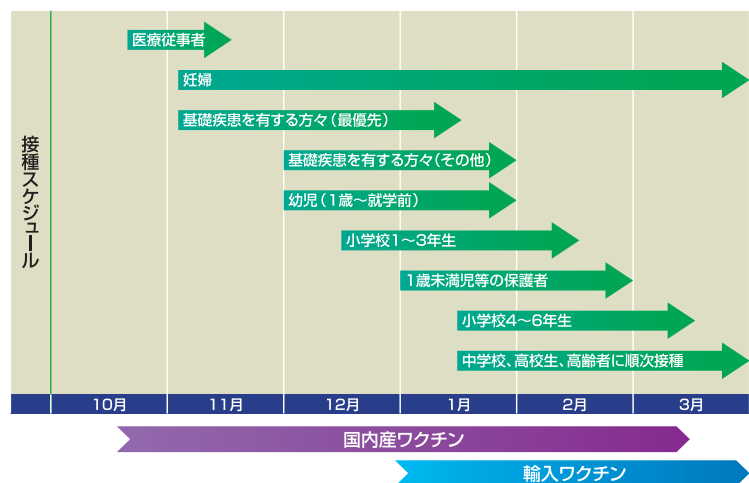 接種スケジュール
医療従事者
妊婦
基礎疾患を有する方々（最優先）
基礎疾患を有する方々（その他）
幼児（1歳〜就学前）
小学校1〜3年生
1歳未満児等の保護者
小学校4〜6年生
中学校、高校生、高齢者に順次接種
10月 11月 12月 1月 2月 3月
国内産ワクチン
輸入ワクチン